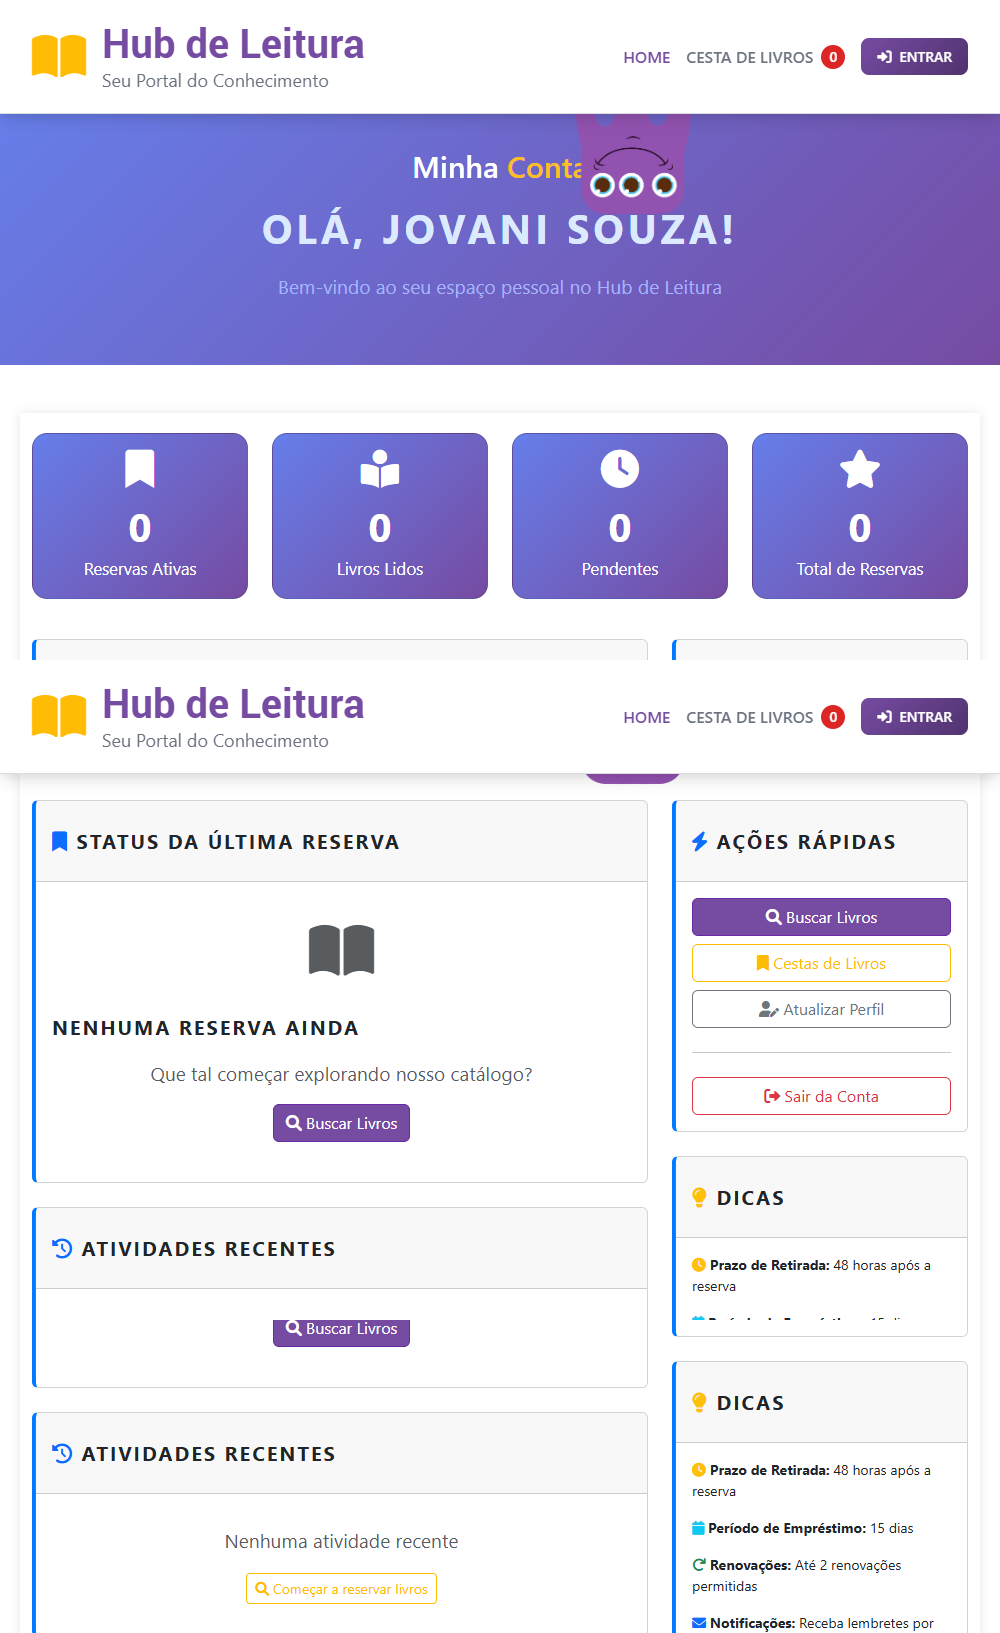 Hub de Leitura
Seu Portal do Conhecimento
HOME
CESTA DE LIVROS 0
ENTRAR
Minha Conta
OLÁ, JOVANI SOUZA!
Bem-vindo ao seu espaço pessoal no Hub de Leitura
0
Reservas Ativas
0
Livros Lidos
0
Pendentes
0
Total de Reservas
Hub de Leitura
Seu Portal do Conhecimento
HOME
CESTA DE LIVROS 0
ENTRAR
STATUS DA ÚLTIMA RESERVA
NENHUMA RESERVA AINDA
Que tal começar explorando nosso catálogo?
Buscar Livros
AÇÕES RÁPIDAS
Buscar Livros
Cestas de Livros
Atualizar Perfil
Sair da Conta
ATIVIDADES RECENTES
Buscar Livros
DICAS
Prazo de Retirada: 48 horas após a
reserva
ATIVIDADES RECENTES
Nenhuma atividade recente
Começar a reservar livros
DICAS
Prazo de Retirada: 48 horas após a
reserva
Período de Empréstimo: 15 dias
Renovações: Até 2 renovações
permitidas
Notificações: Receba lembretes por